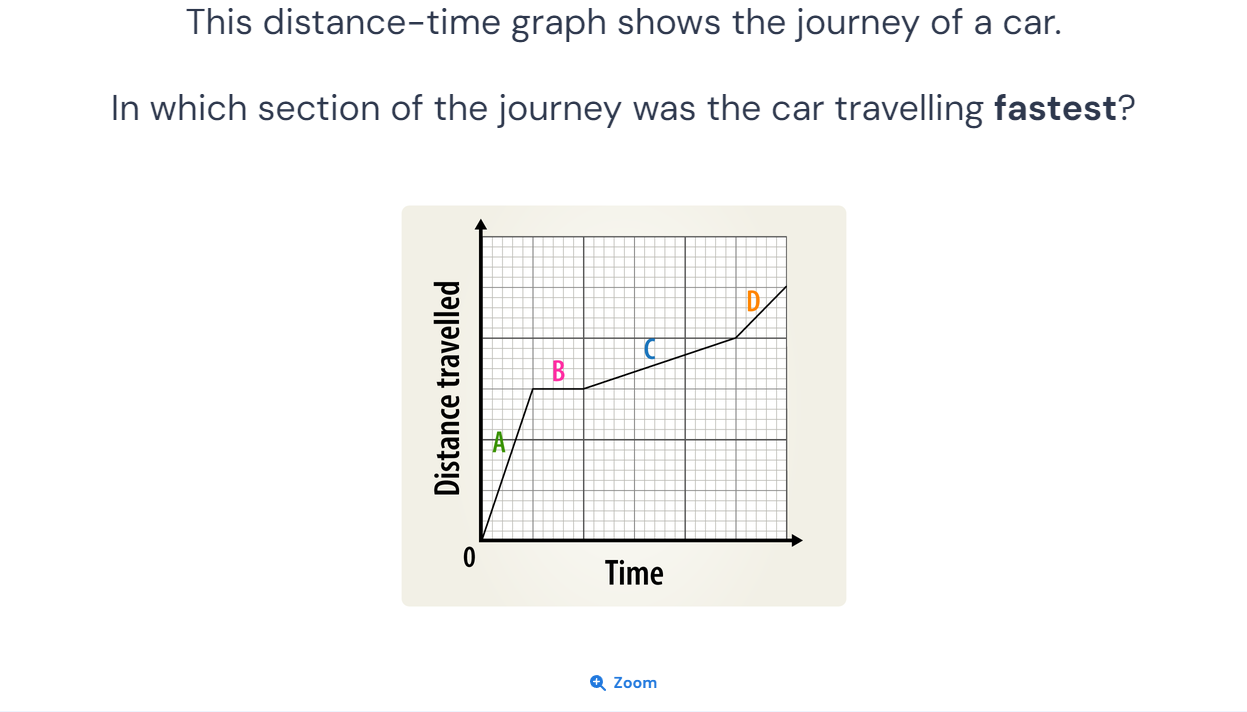 This distance-time graph shows the journey of a car.
In which section of the journey was the car travelling fastest?
Distance travelled
A
B
C
D
0
Time
Zoom